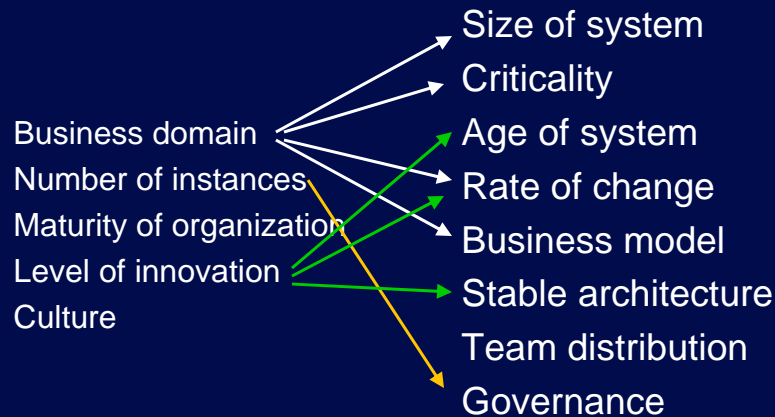 Business domain
Number of instances
Maturity of organization
Level of innovation
Culture
Size of system
Criticality
Age of system
Rate of change
Business model
Stable architecture
Team distribution
Governance